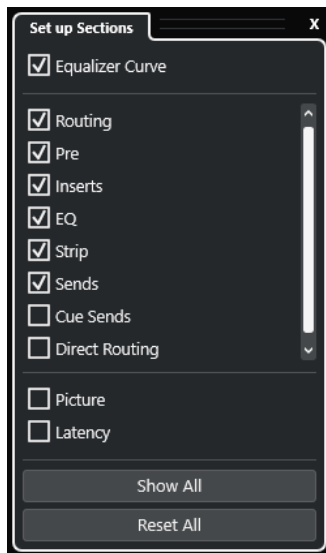 Set up Sections
X
Equalizer Curve
Routing
Pre
Inserts
EQ
Strip
Sends
Cue Sends
Direct Routing
Picture
Latency
Show All
Reset All